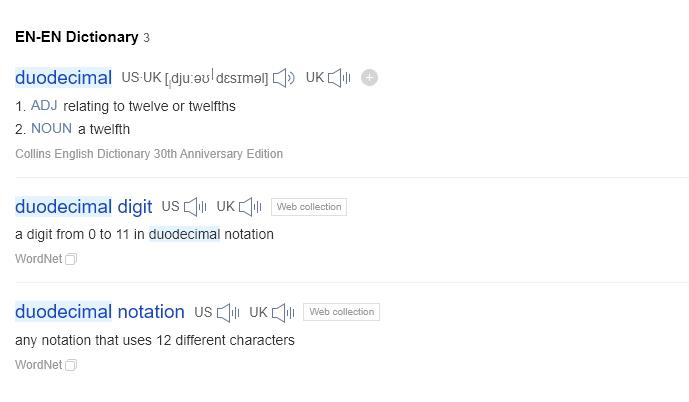 EN-EN Dictionary 3
duodecimal US·UK [ˌdjuːəʊˈdɛsɪməl] UK
1. ADJ relating to twelve or twelfths
2. NOUN a twelfth
Collins English Dictionary 30th Anniversary Edition
duodecimal digit US UK Web collection
a digit from 0 to 11 in duodecimal notation
WordNet
duodecimal notation US UK Web collection
any notation that uses 12 different characters
WordNet